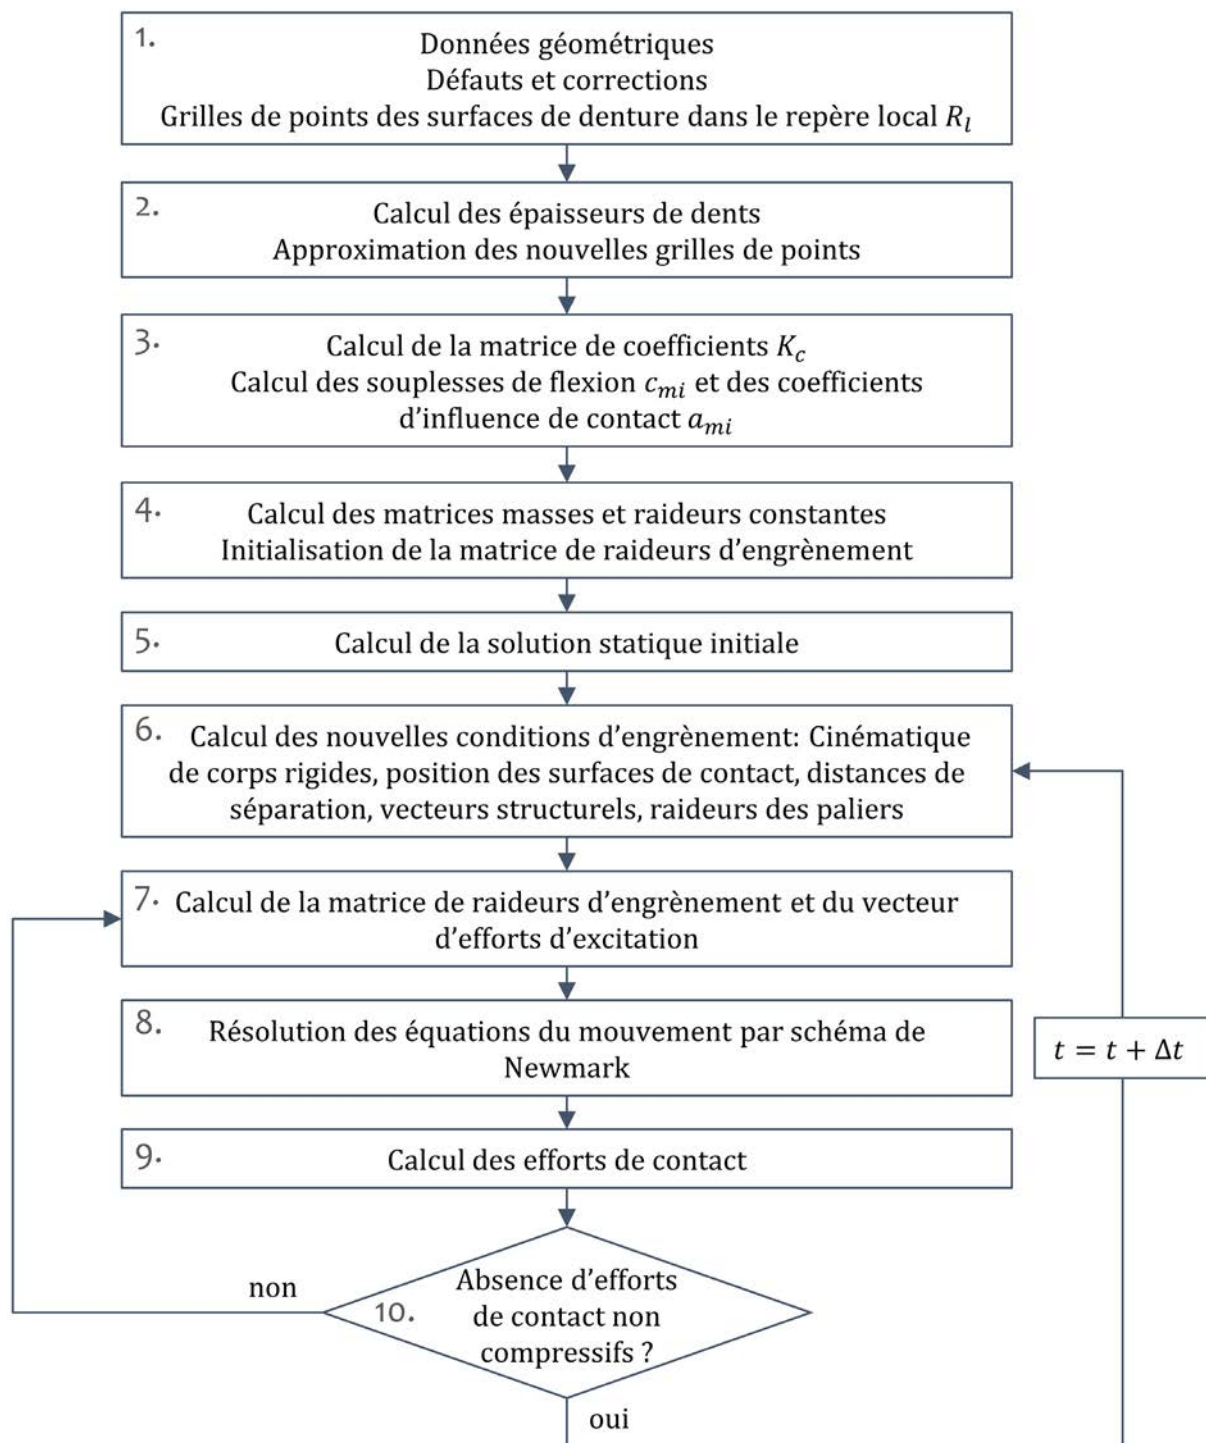 1.
Données géométriques
Défauts et corrections
Grilles de points des surfaces de denture dans le repère local R_l
2.
Calcul des épaisseurs de dents
Approximation des nouvelles grilles de points
3.
Calcul de la matrice de coefficients K_c
Calcul des souplesses de flexion c_{mi} et des coefficients
d’influence de contact a_{mi}
4.
Calcul des matrices masses et raideurs constantes
Initialisation de la matrice de raideurs d’engrènement
5.
Calcul de la solution statique initiale
6. Calcul des nouvelles conditions d’engrènement: Cinématique
de corps rigides, position des surfaces de contact, distances de
séparation, vecteurs structurels, raideurs des paliers
7. Calcul de la matrice de raideurs d’engrènement et du vecteur
d’efforts d’excitation
8. Résolution des équations du mouvement par schéma de
Newmark
t = t + Δt
9. Calcul des efforts de contact
non
10.
Absence d’efforts
de contact non
compressifs ?
oui